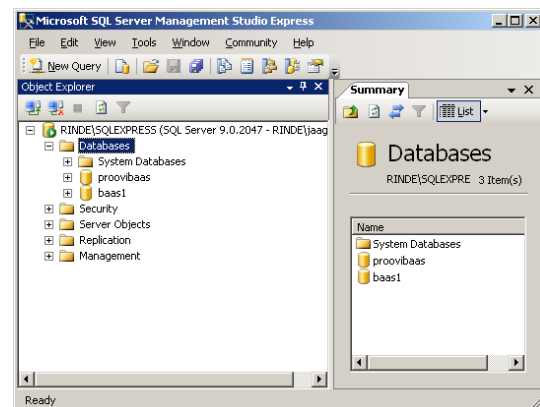 Microsoft SQL Server Management Studio Express
File Edit View Tools Window Community Help
New Query
Object Explorer
RINDE\SQLEXPRESS (SQL Server 9.0.2047 - RINDE\jaag
Databases
System Databases
proovibaas
baas1
Security
Server Objects
Replication
Management
Summary
List
Databases
RINDE\SQLEXPRE 3 Item(s)
Name
System Databases
proovibaas
baas1
Ready